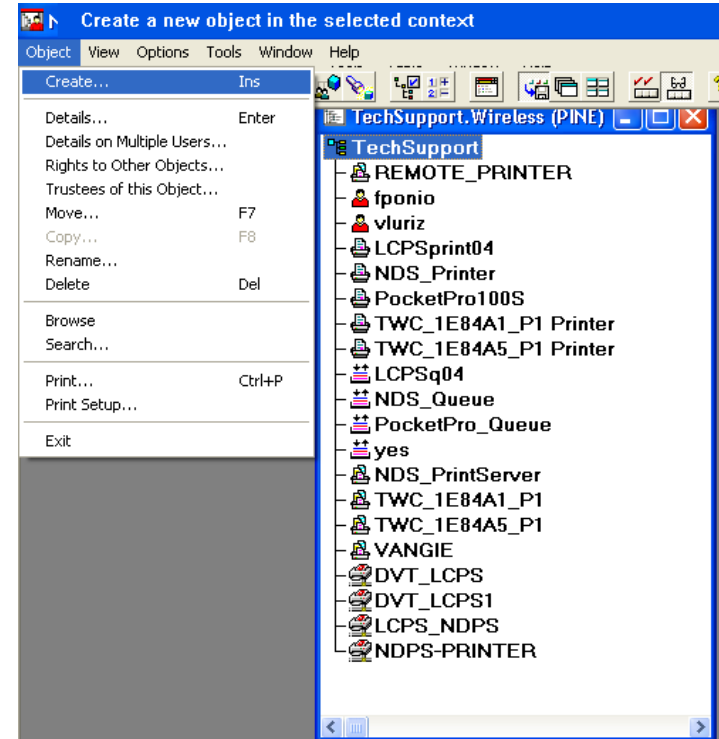 Create a new object in the selected context
Object View Options Tools Window Help
Create... Ins
Details... Enter
Details on Multiple Users...
Rights to Other Objects...
Trustees of this Object...
Move... F7
Copy... F8
Rename...
Delete Del
Browse
Search...
Print... Ctrl+P
Print Setup...
Exit
TechSupport.Wireless (PINE)
TechSupport
REMOTE_PRINTER
fponio
vluriz
LCPSprint04
NDS_Printer
PocketPro100S
TWC_1E84A1_P1 Printer
TWC_1E84A5_P1 Printer
LCPSq04
NDS_Queue
PocketPro_Queue
yes
NDS_PrintServer
TWC_1E84A1_P1
TWC_1E84A5_P1
VANGIE
DVT_LCPS
DVT_LCPS1
LCPS_NDPS
NDPS-PRINTER